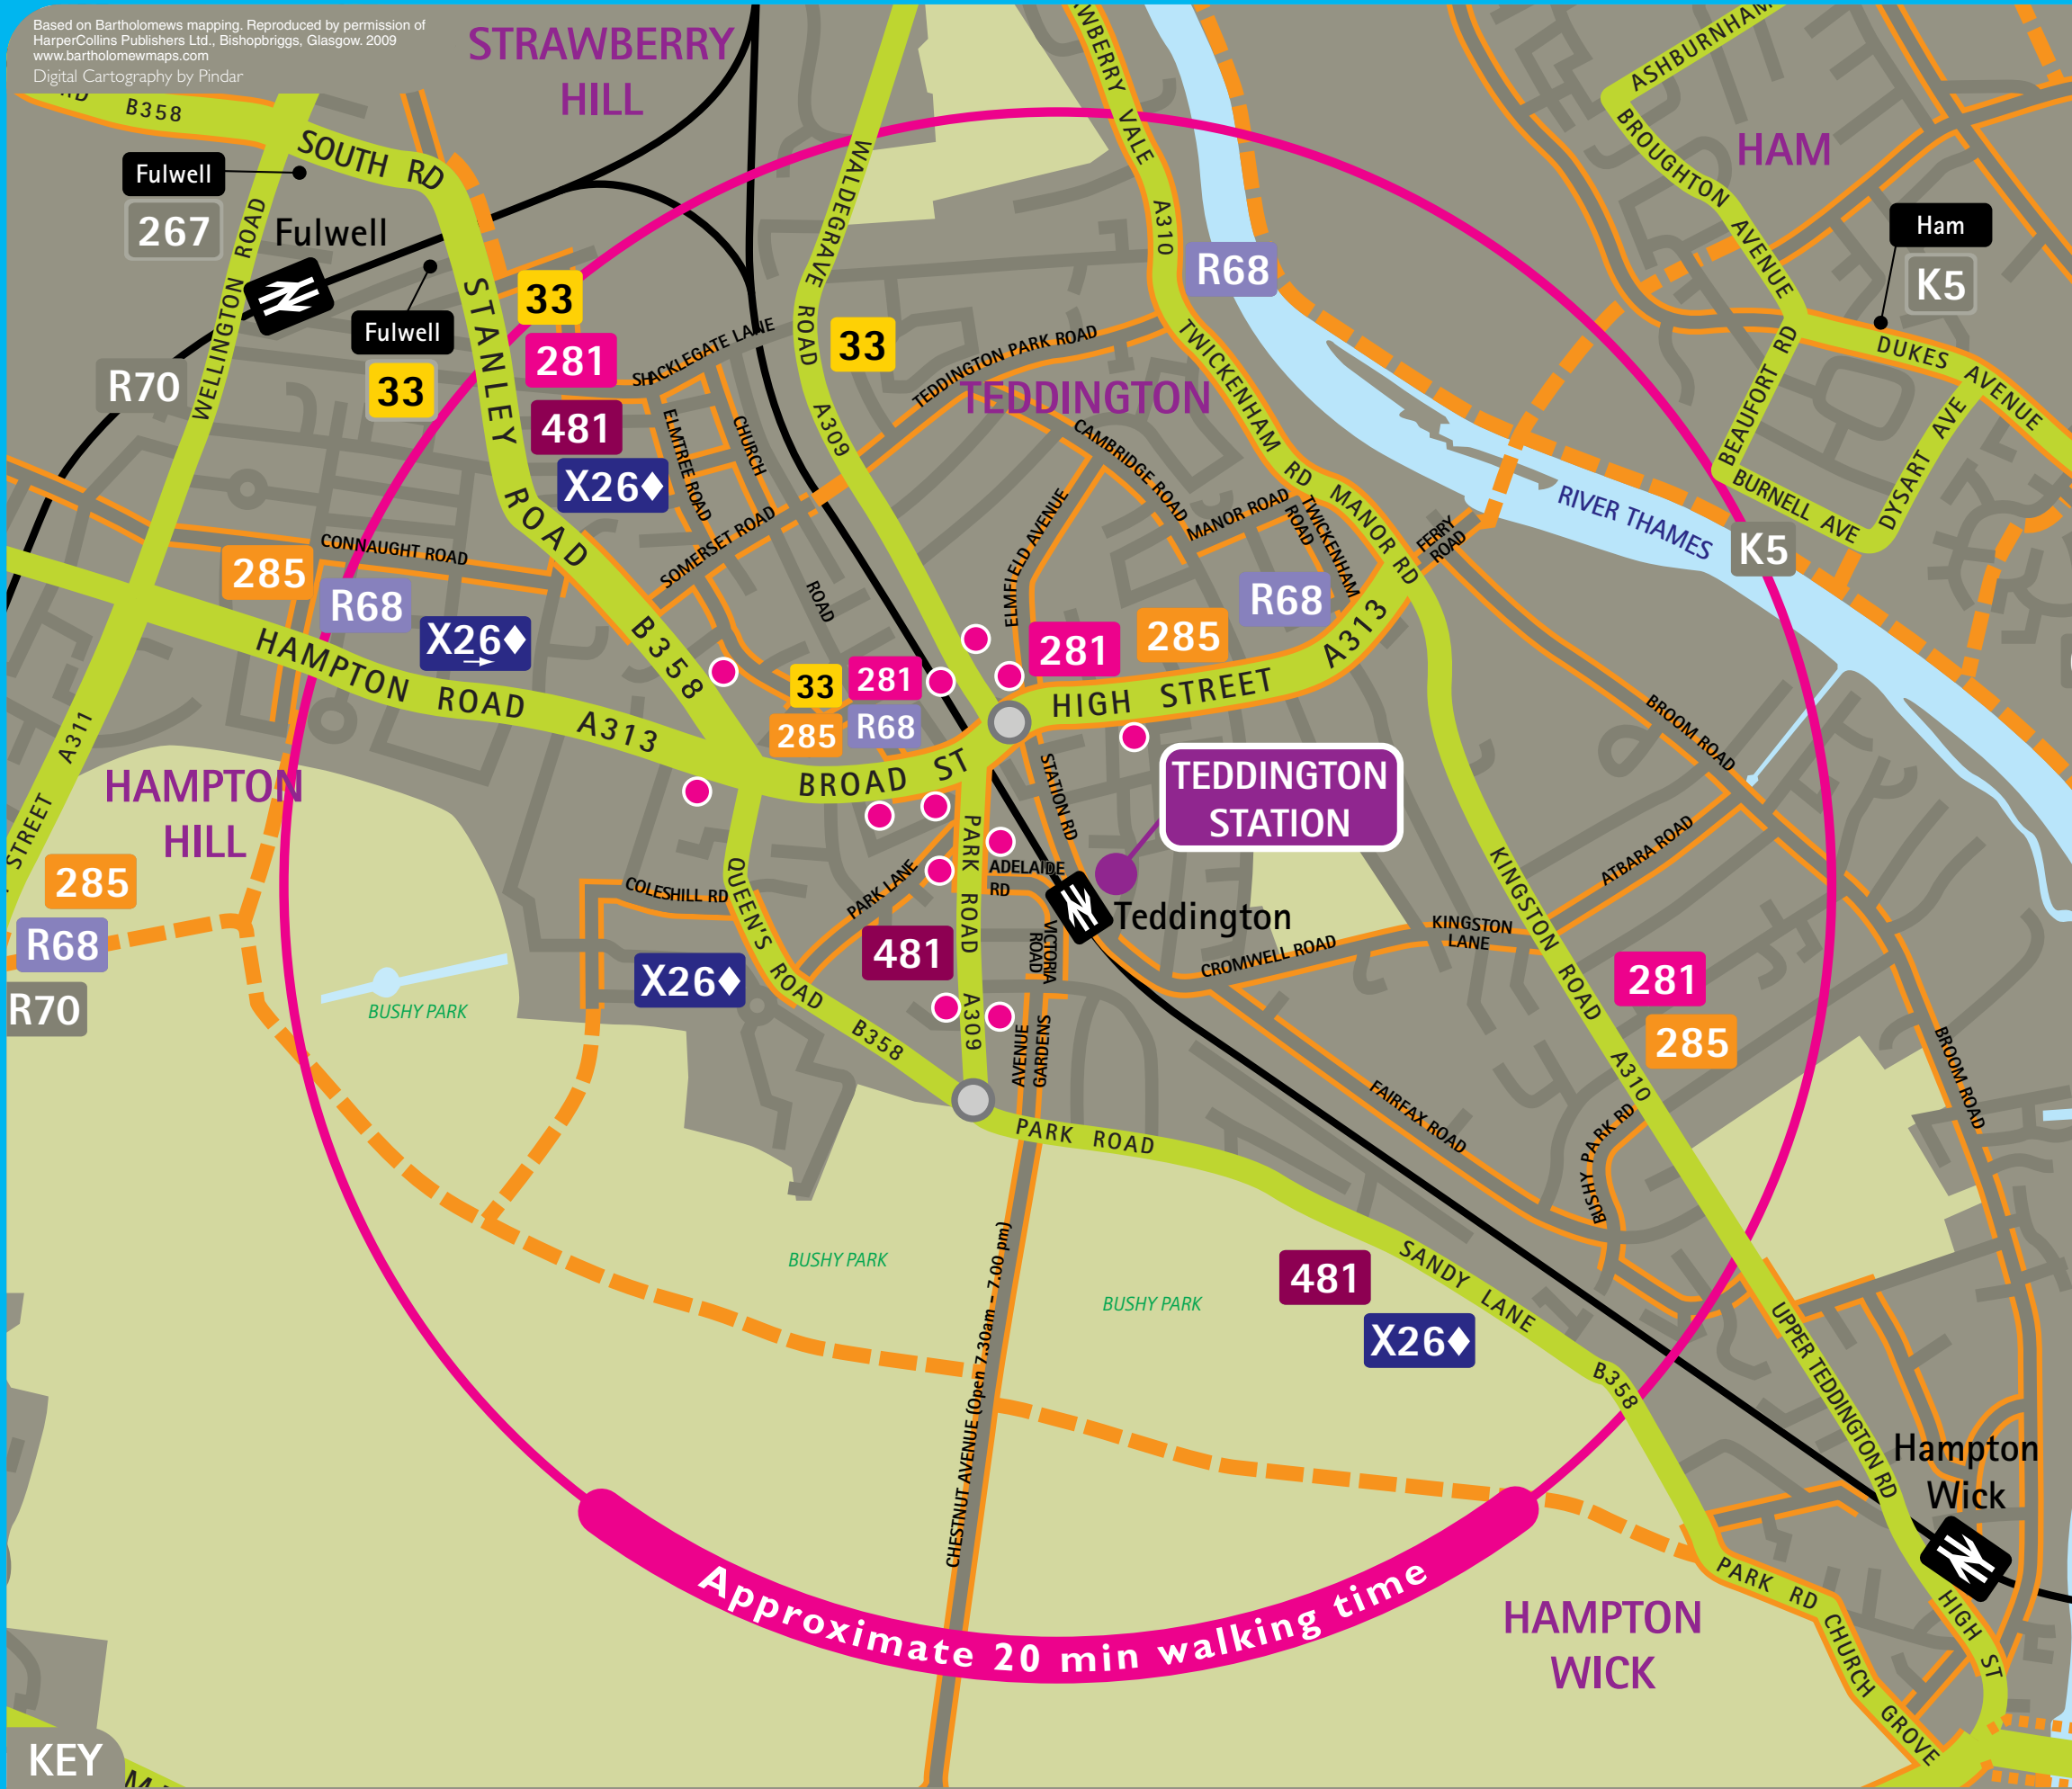 Based on Bartholomews mapping. Reproduced by permission of
HarperCollins Publishers Ltd., Bishopbriggs, Glasgow. 2009
www.bartholomewmaps.com
Digital Cartography by Pindar
STRAWBERRY
HILL
RD B358
SOUTH RD
Fulwell
267
Fulwell
WELLINGTON ROAD
R70
Fulwell
33
STANLEY ROAD
B358
33
281
481
X26♦
WALDEGRAVE ROAD
A309
33
WBERRY VALE
A310
R68
HAM
ASHBURNHAM
BROUGHTON AVENUE
Ham
K5
DUKES AVENUE
BEAUFORT RD
DYSART AVE
BURNELL AVE
K5
RIVER THAMES
SHACKLEGATE LANE
ELMTREE ROAD
CHURCH
ROAD
SOMERSET ROAD
TEDDINGTON PARK ROAD
TEDDINGTON
TWICKENHAM RD
CAMBRIDGE ROAD
ELMFIELD AVENUE
MANOR ROAD
TWICKENHAM
ROAD
MANOR RD
FERRY
ROAD
CONNAUGHT ROAD
285
R68
X26♦
HAMPTON ROAD A313
A311
STREET
HAMPTON
HILL
285
R68
R70
33
281
285
R68
281
285
R68
HIGH STREET A313
BROAD ST
STATION RD
TEDDINGTON
STATION
Teddington
BROOM ROAD
ATBARA ROAD
KINGSTON ROAD
A310
KINGSTON
LANE
CROMWELL ROAD
281
285
ADELAIDE
RD
PARK LANE
PARK ROAD
A309
COLESHILL RD
QUEEN'S ROAD
B358
481
X26♦
VICTORIA
ROAD
AVENUE
GARDENS
BUSHY PARK
FAIRFAX ROAD
BUSHY PARK RD
BROOM ROAD
PARK ROAD
BUSHY PARK
BUSHY PARK
481
X26♦
SANDY LANE
B358
UPPER TEDDINGTON RD
CHESTNUT AVENUE (Open 7.30am - 7.00 pm)
Hampton
Wick
Approximate 20 min walking time
HAMPTON
WICK
PARK RD
CHURCH GROVE
HIGH ST
KEY